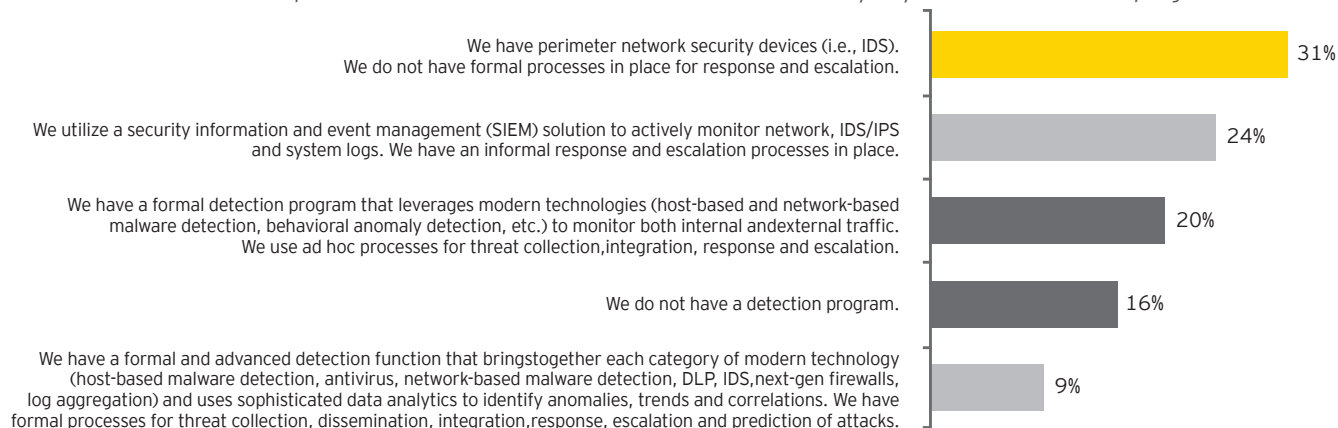 We have perimeter network security devices (i.e., IDS).
We do not have formal processes in place for response and escalation.
31%
We utilize a security information and event management (SIEM) solution to actively monitor network, IDS/IPS
and system logs. We have an informal response and escalation processes in place.
24%
We have a formal detection program that leverages modern technologies (host-based and network-based
malware detection, behavioral anomaly detection, etc.) to monitor both internal andexternal traffic.
We use ad hoc processes for threat collection,integration, response and escalation.
20%
We do not have a detection program.
16%
We have a formal and advanced detection function that bringstogether each category of modern technology
(host-based malware detection, antivirus, network-based malware detection, DLP, IDS,next-gen firewalls,
log aggregation) and uses sophisticated data analytics to identify anomalies, trends and correlations. We have
formal processes for threat collection, dissemination, integration,response, escalation and prediction of attacks.
9%